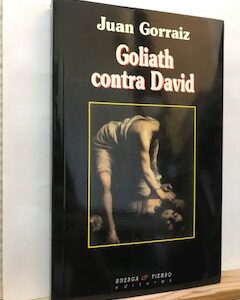 Juan Gorraiz
Goliath
contra David
HUERGA & FIERRO
editores